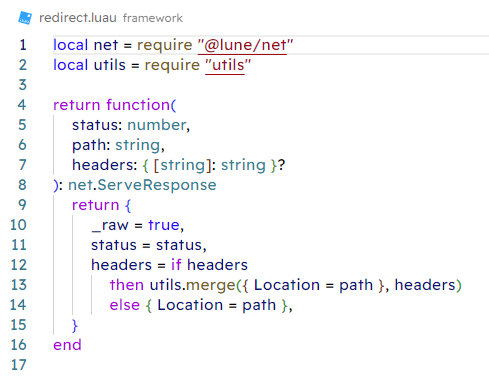 redirect.luau framework
1 local net = require "@lune/net"
2 local utils = require "utils"
3
4 return function(
5 status: number,
6 path: string,
7 headers: { [string]: string }?
8 ): net.ServeResponse
9 return {
10 _raw = true,
11 status = status,
12 headers = if headers
13 then utils.merge({ Location = path }, headers)
14 else { Location = path },
15 }
16 end
17